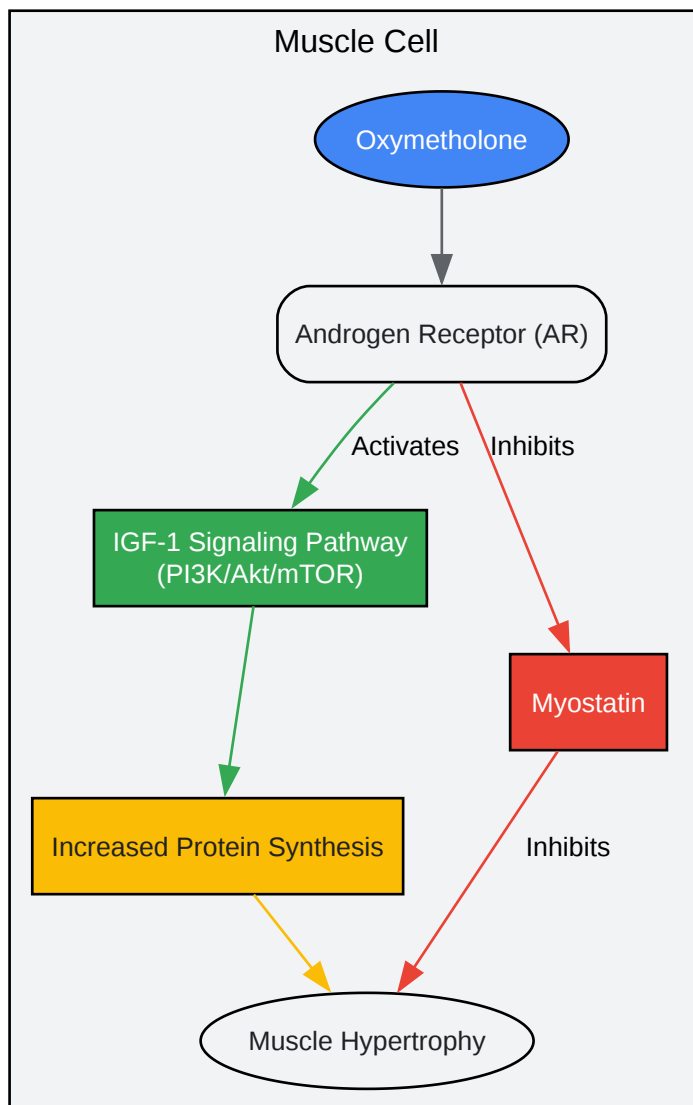 Muscle Cell
Oxymetholone
Androgen Receptor (AR)
Activates
Inhibits
IGF-1 Signaling Pathway
(PI3K/Akt/mTOR)
Myostatin
Increased Protein Synthesis
Inhibits
Muscle Hypertrophy